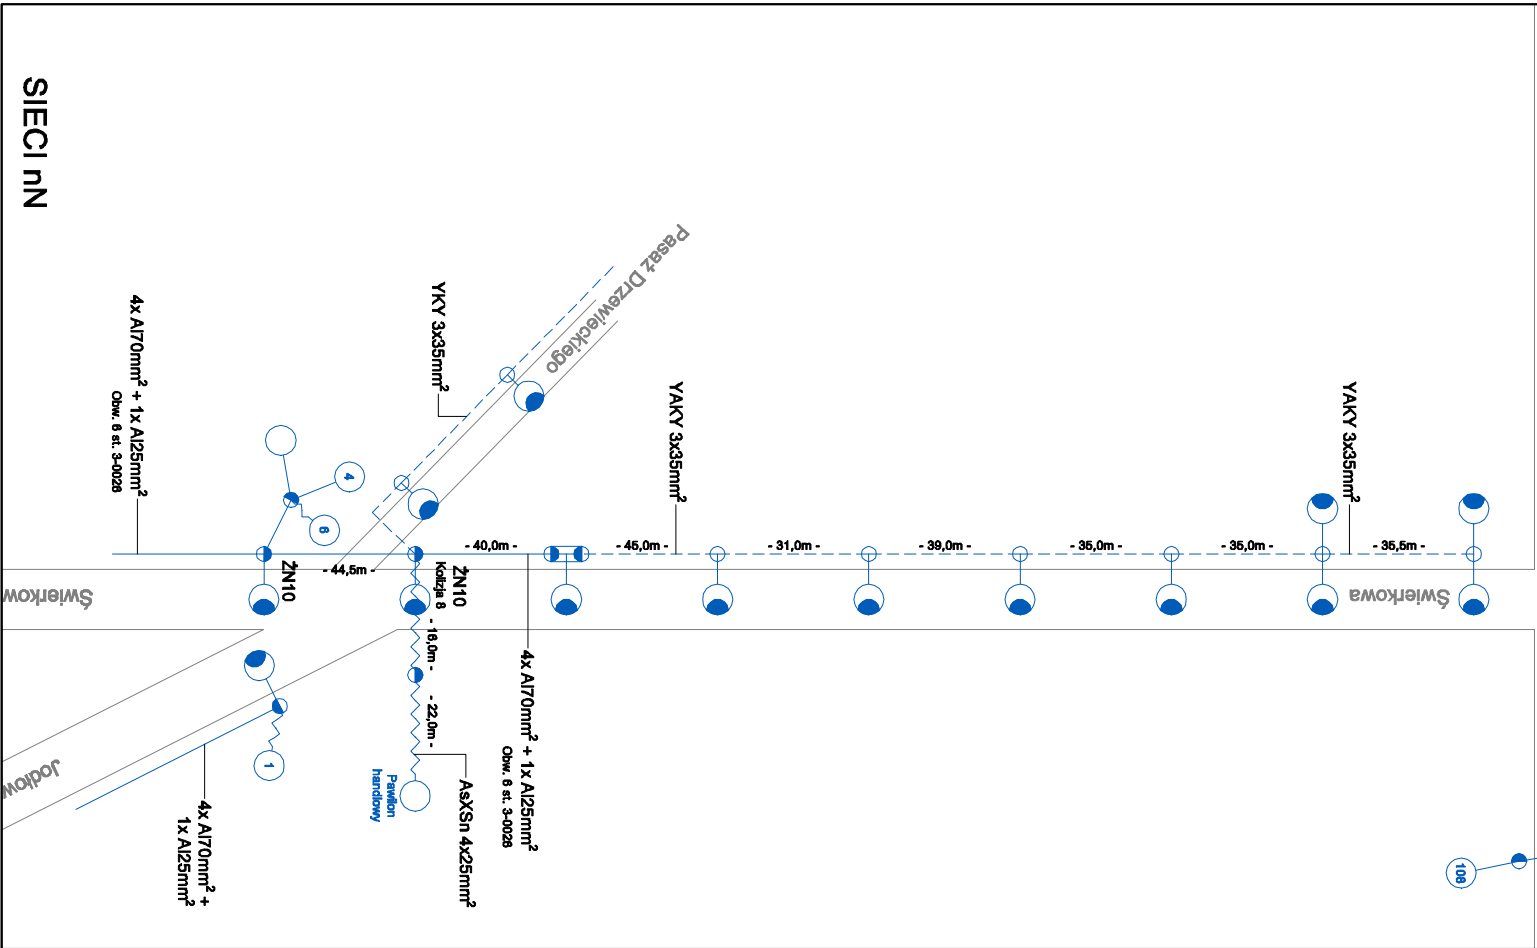 SIECI nN
Pasaż Drzewieckiego
YKY 3x35mm²
4x Al70mm² + 1x Al25mm²
Obw. 6 st. 3-0026
YAKY 3x35mm²
YAKY 3x35mm²
4
6
- 44,5m -
- 40,0m -
- 45,0m -
- 31,0m -
- 39,0m -
- 35,0m -
- 35,0m -
- 35,5m -
ŻN10
ŻN10
Kolizja 8
Świerkow
Świerkowa
- 16,0m -
- 22,0m -
4x Al70mm² + 1x Al25mm²
Obw. 6 st. 3-0026
1
Jodłow
Pawilon
handlowy
AsXSn 4x25mm²
4x Al70mm² +
1x Al25mm²
108